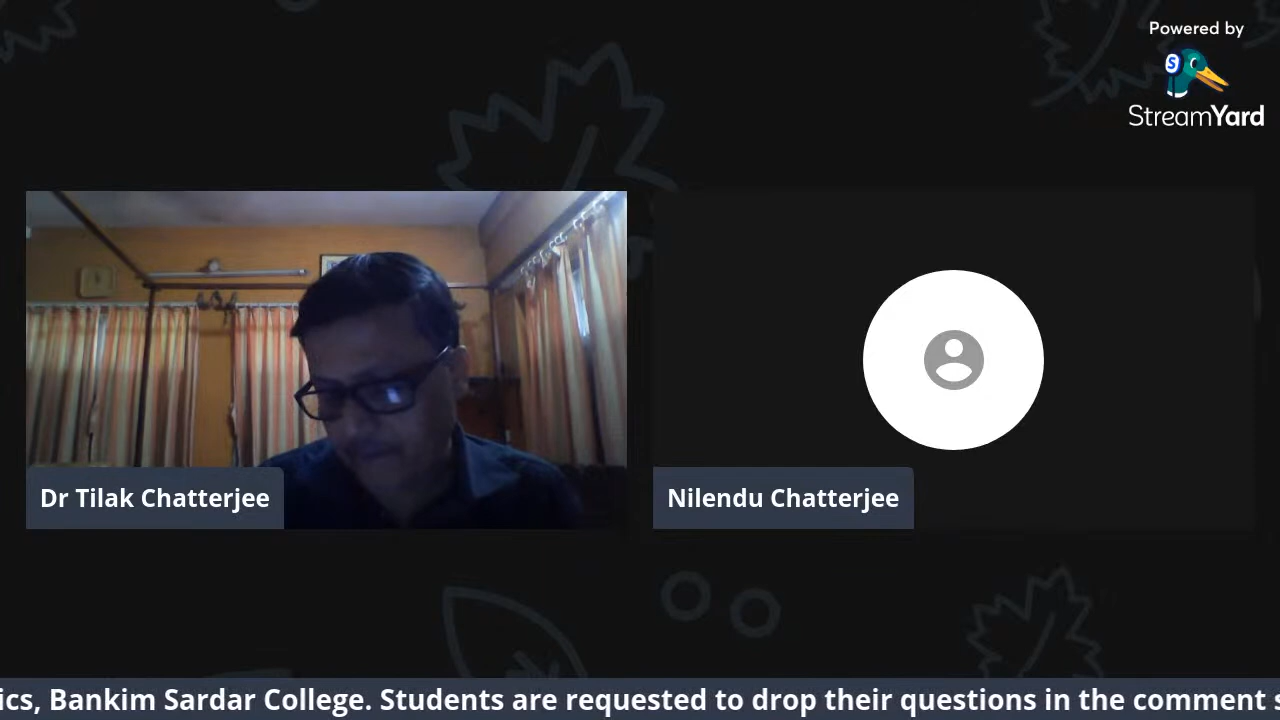 Powered by
S
StreamYard
Dr Tilak Chatterjee
Nilendu Chatterjee
ics, Bankim Sardar College. Students are requested to drop their questions in the comment s